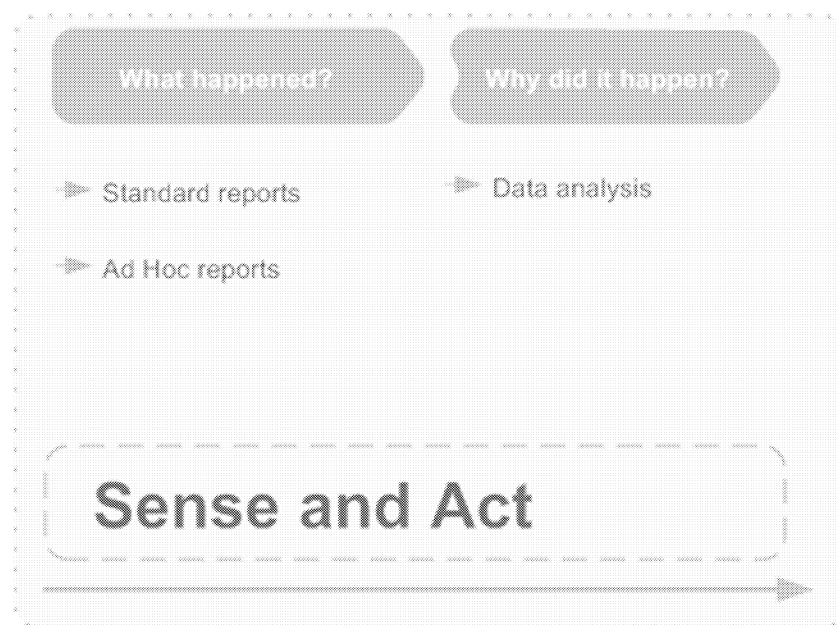 What happened?
Why did it happen?
Standard reports
Data analysis
Ad Hoc reports
Sense and Act